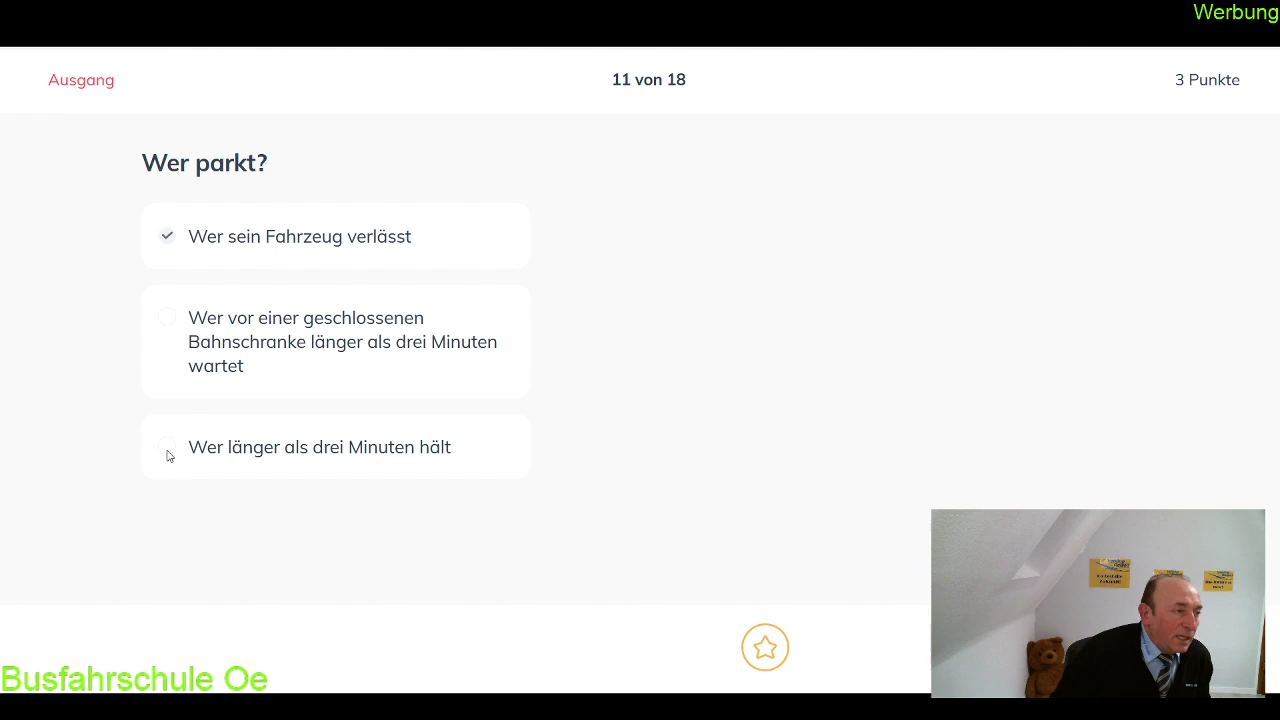 Werbung
Ausgang
11 von 18
3 Punkte
Wer parkt?
Wer sein Fahrzeug verlässt
Wer vor einer geschlossenen
Bahnschranke länger als drei Minuten
wartet
Wer länger als drei Minuten hält
Busfahrschule Oe